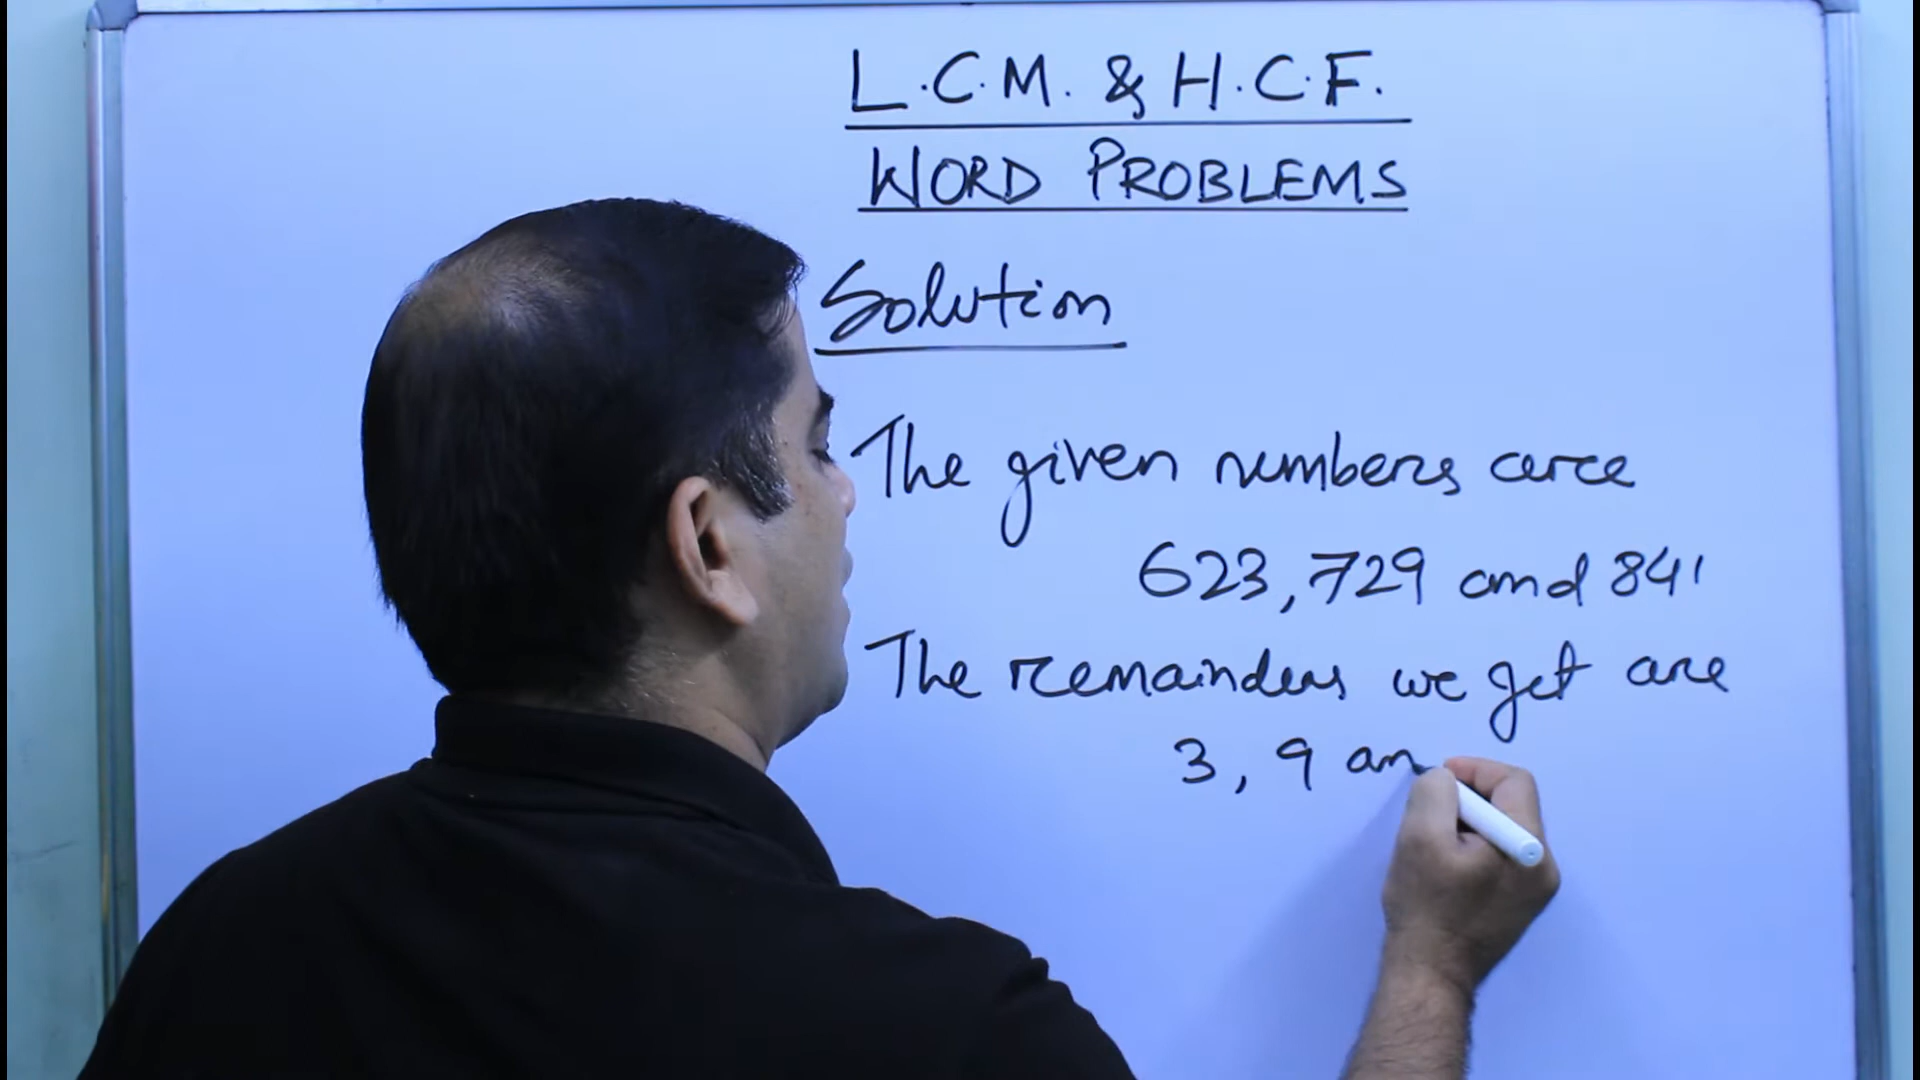 L.C.M. & H.C.F.
WORD PROBLEMS
Solution
The given numbers are
623, 729 and 841
The remainders we get are
3, 9 an